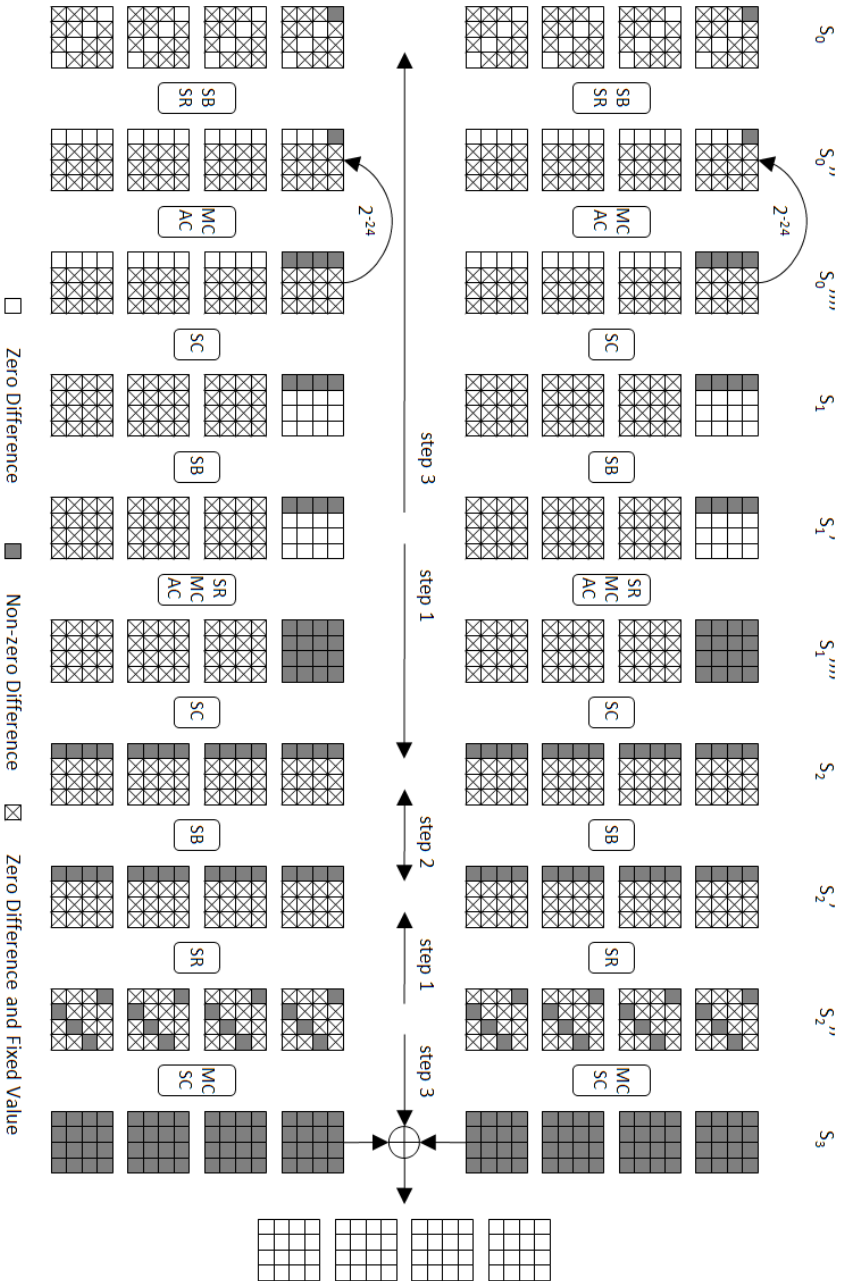 S₀ S₀'' S₀'''' S₁ S₁' S₁'''' S₂ S₂' S₂'' S₃
2⁻²⁴
SB
SR
MC
AC
SC
SB
SR
MC
AC
SC
SB
SR
MC
SC
step 3
step 1
step 2
step 1
step 3
2⁻²⁴
SB
SR
MC
AC
SC
SB
SR
MC
AC
SC
SB
SR
MC
SC
Zero Difference
Non-zero Difference
Zero Difference and Fixed Value